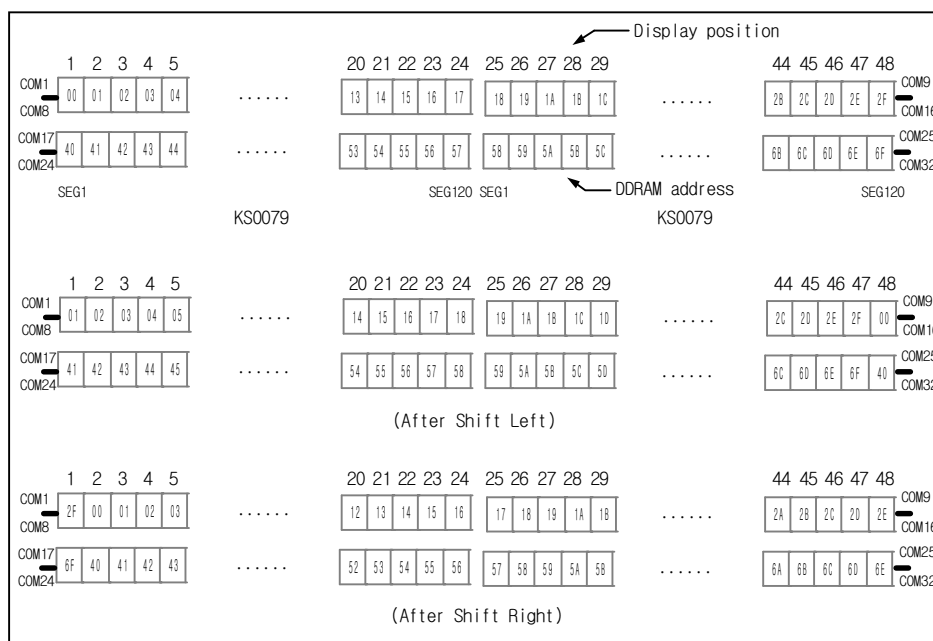 Display position
1 2 3 4 5 20 21 22 23 24 25 26 27 28 29 44 45 46 47 48
COM1 COM9
00 01 02 03 04 ...... 13 14 15 16 17 18 19 1A 1B 1C ...... 2B 2C 2D 2E 2F
COM8 COM16
COM17 COM25
40 41 42 43 44 ...... 53 54 55 56 57 58 59 5A 5B 5C ...... 6B 6C 6D 6E 6F
COM24 COM32
SEG1 SEG120 SEG1 DDRAM address SEG120
KS0079 KS0079
1 2 3 4 5 20 21 22 23 24 25 26 27 28 29 44 45 46 47 48
COM1 COM9
01 02 03 04 05 ...... 14 15 16 17 18 19 1A 1B 1C 1D ...... 2C 2D 2E 2F 00
COM8 COM16
COM17 COM25
41 42 43 44 45 ...... 54 55 56 57 58 59 5A 5B 5C 5D ...... 6C 6D 6E 6F 40
COM24 COM32
(After Shift Left)
1 2 3 4 5 20 21 22 23 24 25 26 27 28 29 44 45 46 47 48
COM1 COM9
2F 00 01 02 03 ...... 12 13 14 15 16 17 18 19 1A 1B ...... 2A 2B 2C 2D 2E
COM8 COM16
COM17 COM25
6F 40 41 42 43 ...... 52 53 54 55 56 57 58 59 5A 5B ...... 6A 6B 6C 6D 6E
COM24 COM32
(After Shift Right)